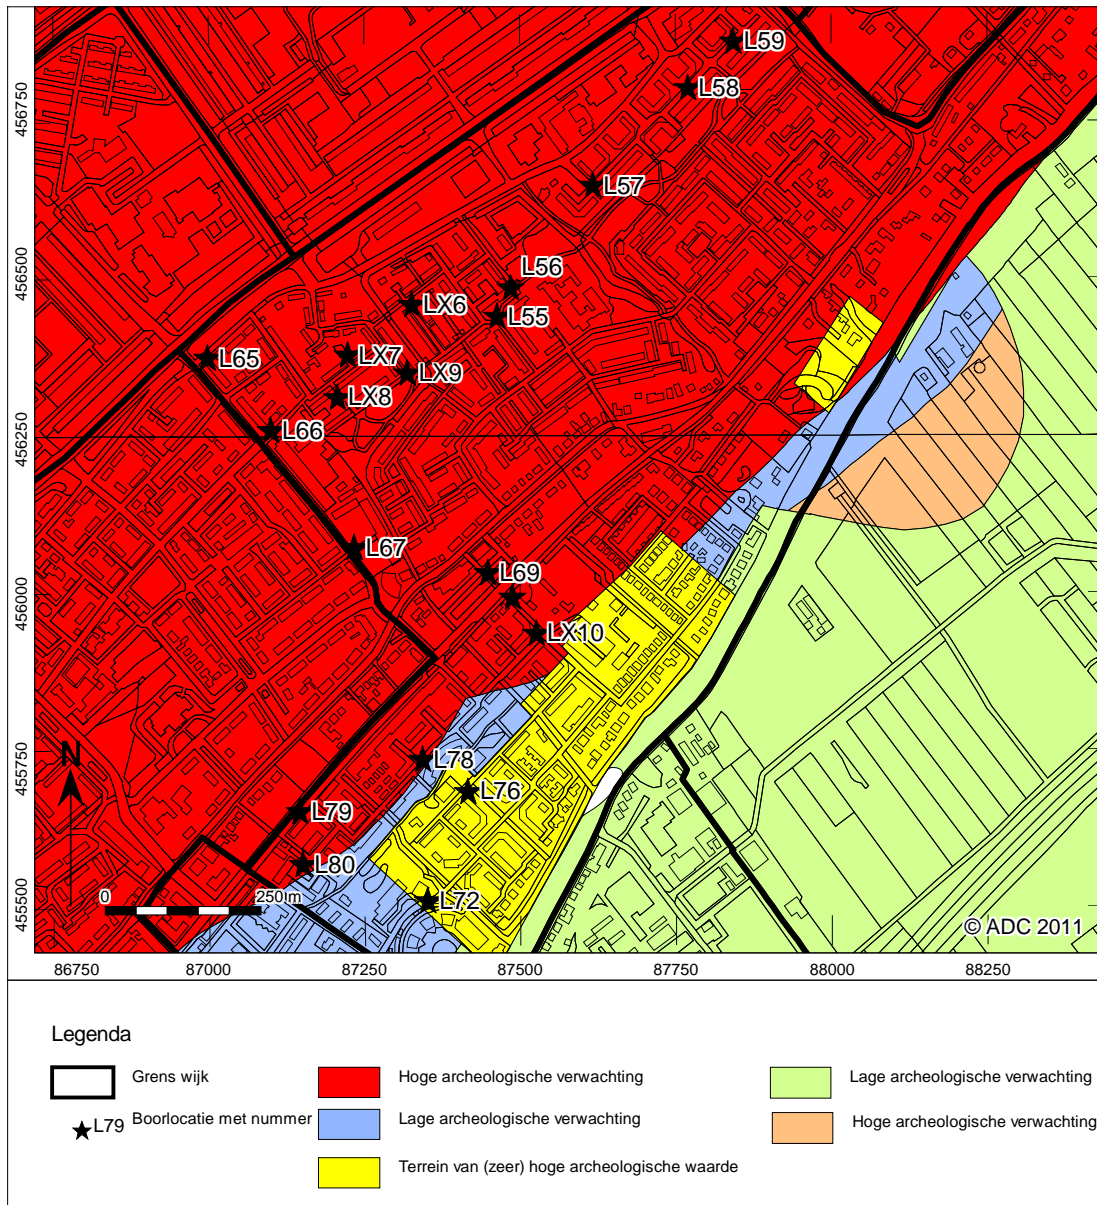 L59
L58
L57
L56
LX6
L55
L65
LX7
LX9
LX8
L66
L67
L69
LX10
L78
L76
L79
L80
L72
N
0
250 m
© ADC 2011
456750
456500
456250
456000
455750
455500
86750
87000
87250
87500
87750
88000
88250
Legenda
Grens wijk
L79 Boorlocatie met nummer
Hoge archeologische verwachting
Lage archeologische verwachting
Terrein van (zeer) hoge archeologische waarde
Lage archeologische verwachting
Hoge archeologische verwachting